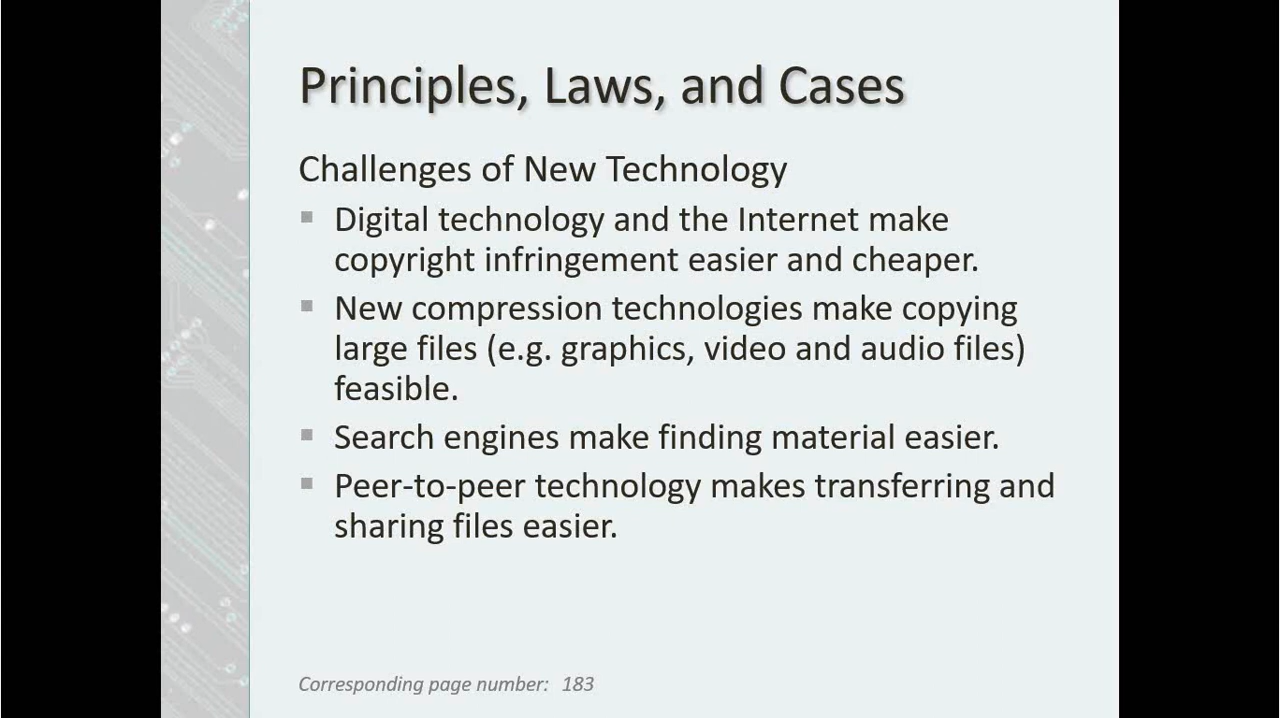 Principles, Laws, and Cases
Challenges of New Technology
Digital technology and the Internet make
copyright infringement easier and cheaper.
New compression technologies make copying
large files (e.g. graphics, video and audio files)
feasible.
Search engines make finding material easier.
Peer-to-peer technology makes transferring and
sharing files easier.
Corresponding page number: 183